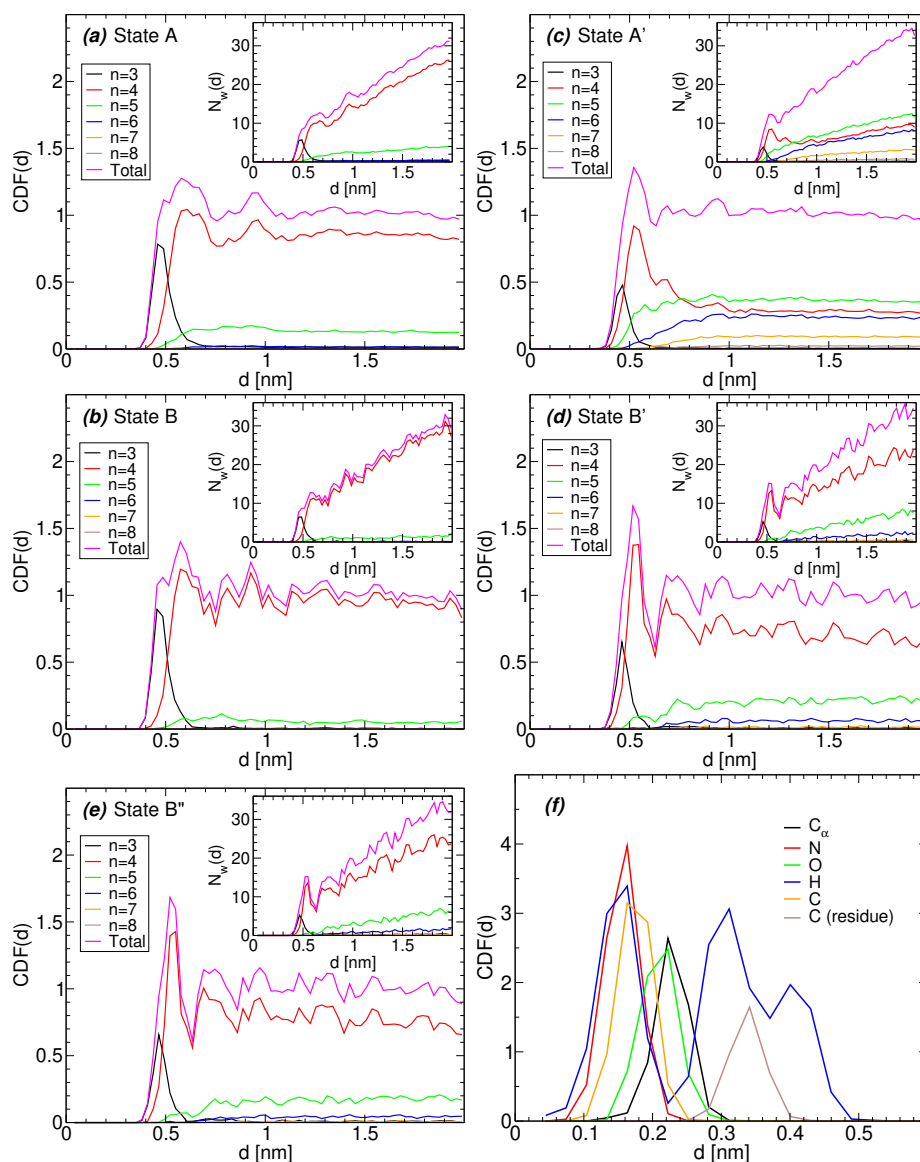 (a) State A
n=3
n=4
n=5
n=6
n=7
n=8
Total
CDF(d)
2
1.5
1
0.5
0
0 0.5 1 1.5
d [nm]
N_w(d)
30
20
10
0
0 0.5 1 1.5
d [nm]
(c) State A'
n=3
n=4
n=5
n=6
n=7
n=8
Total
CDF(d)
2
1.5
1
0.5
0
0 0.5 1 1.5
d [nm]
N_w(d)
30
20
10
0
0 0.5 1 1.5
d [nm]
(b) State B
n=3
n=4
n=5
n=6
n=7
n=8
Total
CDF(d)
2
1.5
1
0.5
0
0 0.5 1 1.5
d [nm]
N_w(d)
30
20
10
0
0 0.5 1 1.5
d [nm]
(d) State B'
n=3
n=4
n=5
n=6
n=7
n=8
Total
CDF(d)
2
1.5
1
0.5
0
0 0.5 1 1.5
d [nm]
N_w(d)
30
20
10
0
0 0.5 1 1.5
d [nm]
(e) State B"
n=3
n=4
n=5
n=6
n=7
n=8
Total
CDF(d)
2
1.5
1
0.5
0
0 0.5 1 1.5
d [nm]
N_w(d)
30
20
10
0
0 0.5 1 1.5
d [nm]
(f)
C_α
N
O
H
C
C (residue)
CDF(d)
4
3
2
1
0
0 0.1 0.2 0.3 0.4 0.5
d [nm]